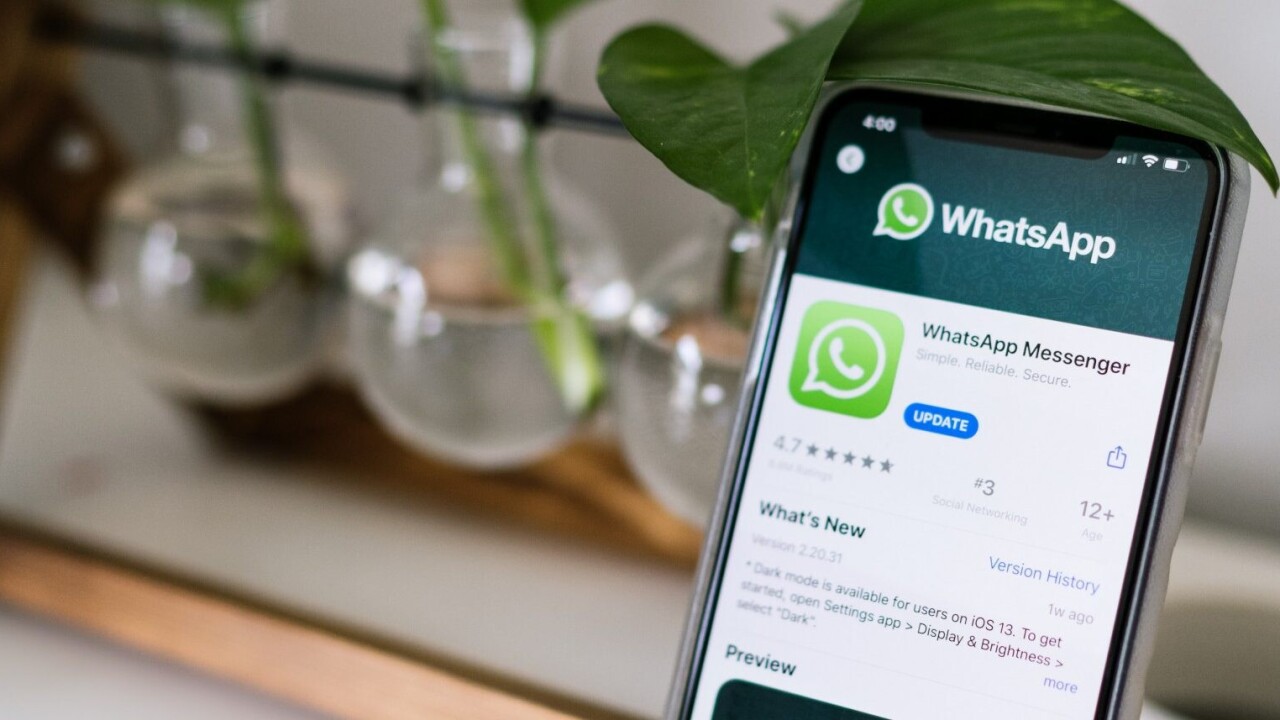 4:00
WhatsApp
WhatsApp Messenger
Simple. Reliable. Secure.
UPDATE
4.7 ★★★★★
#3
12+
Ratings
Social Networking
Age
What's New
Version History
Version 2.20.31
1w ago
* Dark mode is available for users on iOS 13. To get
started, open Settings app > Display & Brightness >
select "Dark".
more
Preview